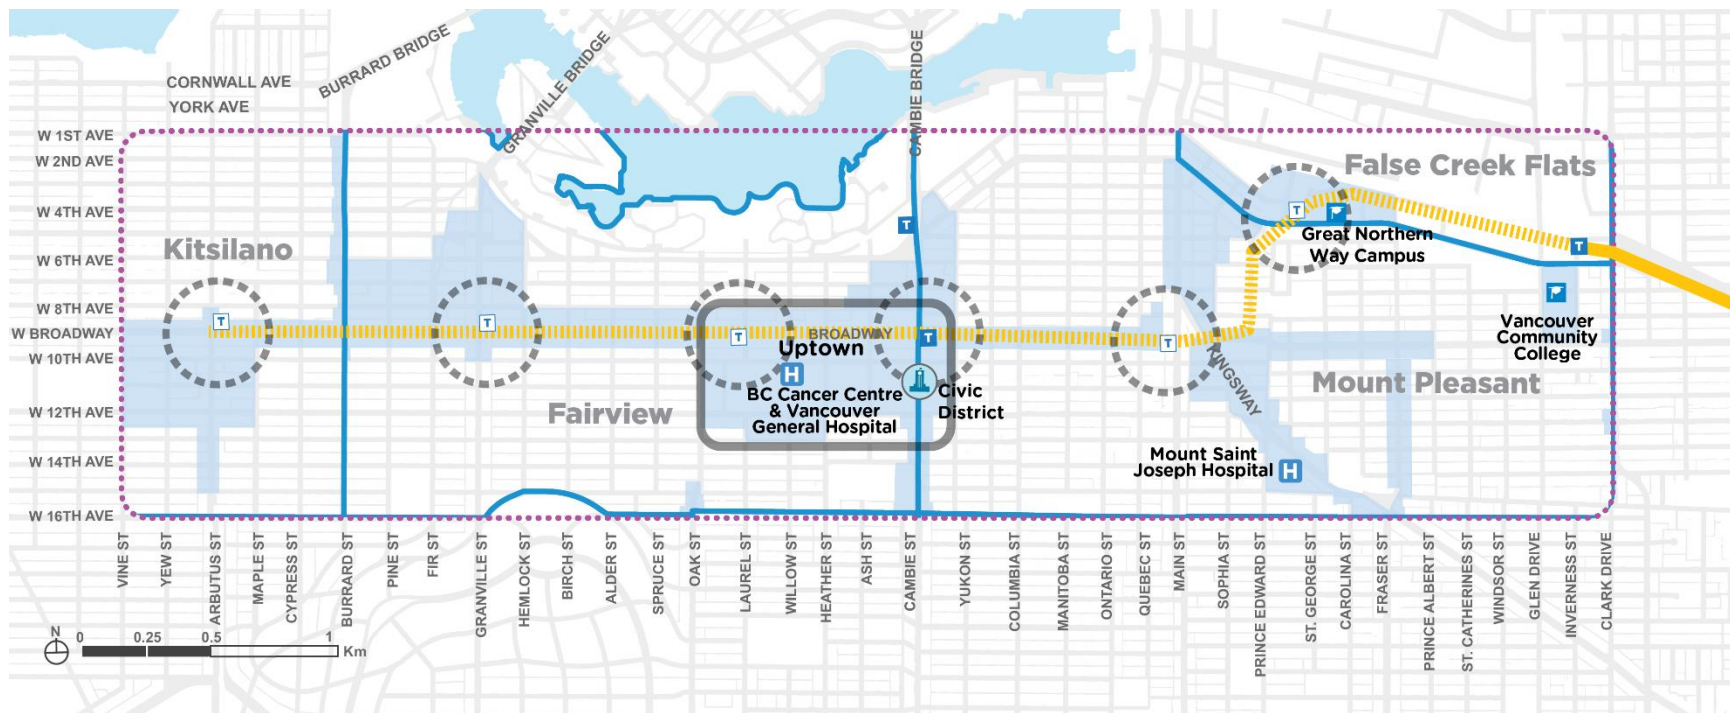 CORNWALL AVE
YORK AVE
BURRARD BRIDGE
GRANVILLE BRIDGE
CAMBIE BRIDGE
W 1ST AVE
W 2ND AVE
W 4TH AVE
W 6TH AVE
W 8TH AVE
W BROADWAY
W 10TH AVE
W 12TH AVE
W 14TH AVE
W 16TH AVE
Kitsilano
Fairview
False Creek Flats
Mount Pleasant
T
T
T
T
T
T
T
T
BROADWAY
Uptown
H
BC Cancer Centre
& Vancouver
General Hospital
Civic
District
KINGSWAY
Great Northern
Way Campus
Vancouver
Community
College
Mount Saint
Joseph Hospital
H
VINE ST
YEW ST
ARBUTUS ST
MAPLE ST
CYPRESS ST
BURRARD ST
PINE ST
FIR ST
GRANVILLE ST
HEMLOCK ST
BIRCH ST
ALDER ST
SPRUCE ST
OAK ST
LAUREL ST
WILLOW ST
HEATHER ST
ASH ST
CAMBIE ST
YUKON ST
COLUMBIA ST
MANITOBA ST
ONTARIO ST
QUEBEC ST
MAIN ST
SOPHIA ST
PRINCE EDWARD ST
ST. GEORGE ST
CAROLINA ST
FRASER ST
PRINCE ALBERT ST
ST. CATHERINES ST
WINDSOR ST
GLEN DRIVE
INVERNESS ST
CLARK DRIVE
N
0 0.25 0.5 1
Km